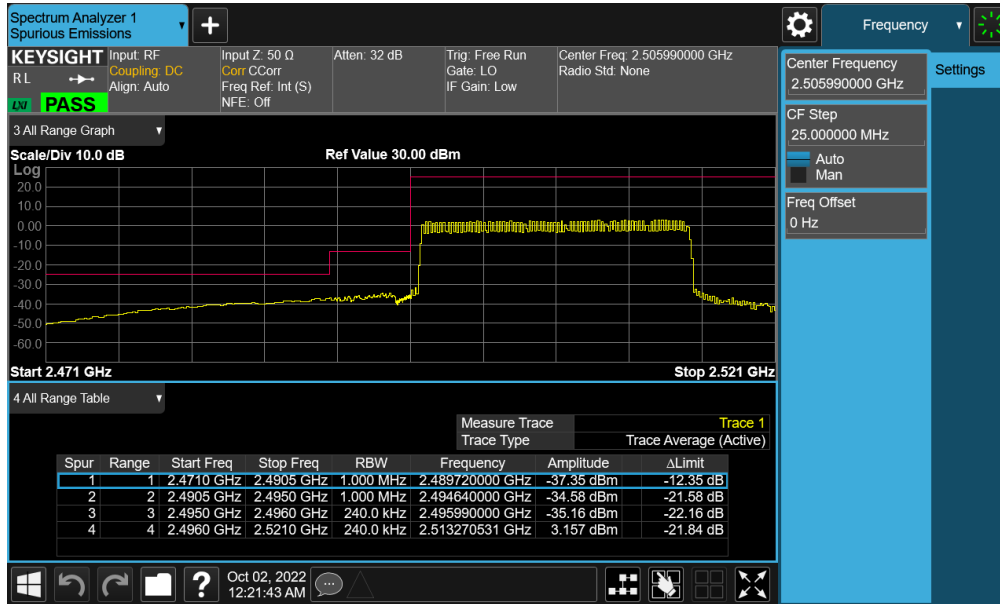 Spectrum Analyzer 1
Spurious Emissions
+
Frequency
KEYSIGHT
R L
LNI
PASS
Input: RF
Coupling: DC
Align: Auto
Input Z: 50 Ω
Corr CCorr
Freq Ref: Int (S)
NFE: Off
Atten: 32 dB
Trig: Free Run
Gate: LO
IF Gain: Low
Center Freq: 2.505990000 GHz
Radio Std: None
Center Frequency
2.505990000 GHz
Settings
CF Step
25.000000 MHz
Auto
Man
Freq Offset
0 Hz
3 All Range Graph
Scale/Div 10.0 dB Ref Value 30.00 dBm
Log
20.0
10.0
0.00
-10.0
-20.0
-30.0
-40.0
-50.0
-60.0
Start 2.471 GHz Stop 2.521 GHz
4 All Range Table
Measure Trace Trace 1
Trace Type Trace Average (Active)
Spur Range Start Freq Stop Freq RBW Frequency Amplitude ΔLimit
1 1 2.4710 GHz 2.4905 GHz 1.000 MHz 2.489720000 GHz -37.35 dBm -12.35 dB
2 2 2.4905 GHz 2.4950 GHz 1.000 MHz 2.494640000 GHz -34.58 dBm -21.58 dB
3 3 2.4950 GHz 2.4960 GHz 240.0 kHz 2.495990000 GHz -35.16 dBm -22.16 dB
4 4 2.4960 GHz 2.5210 GHz 240.0 kHz 2.513270531 GHz 3.157 dBm -21.84 dB
?
Oct 02, 2022
12:21:43 AM